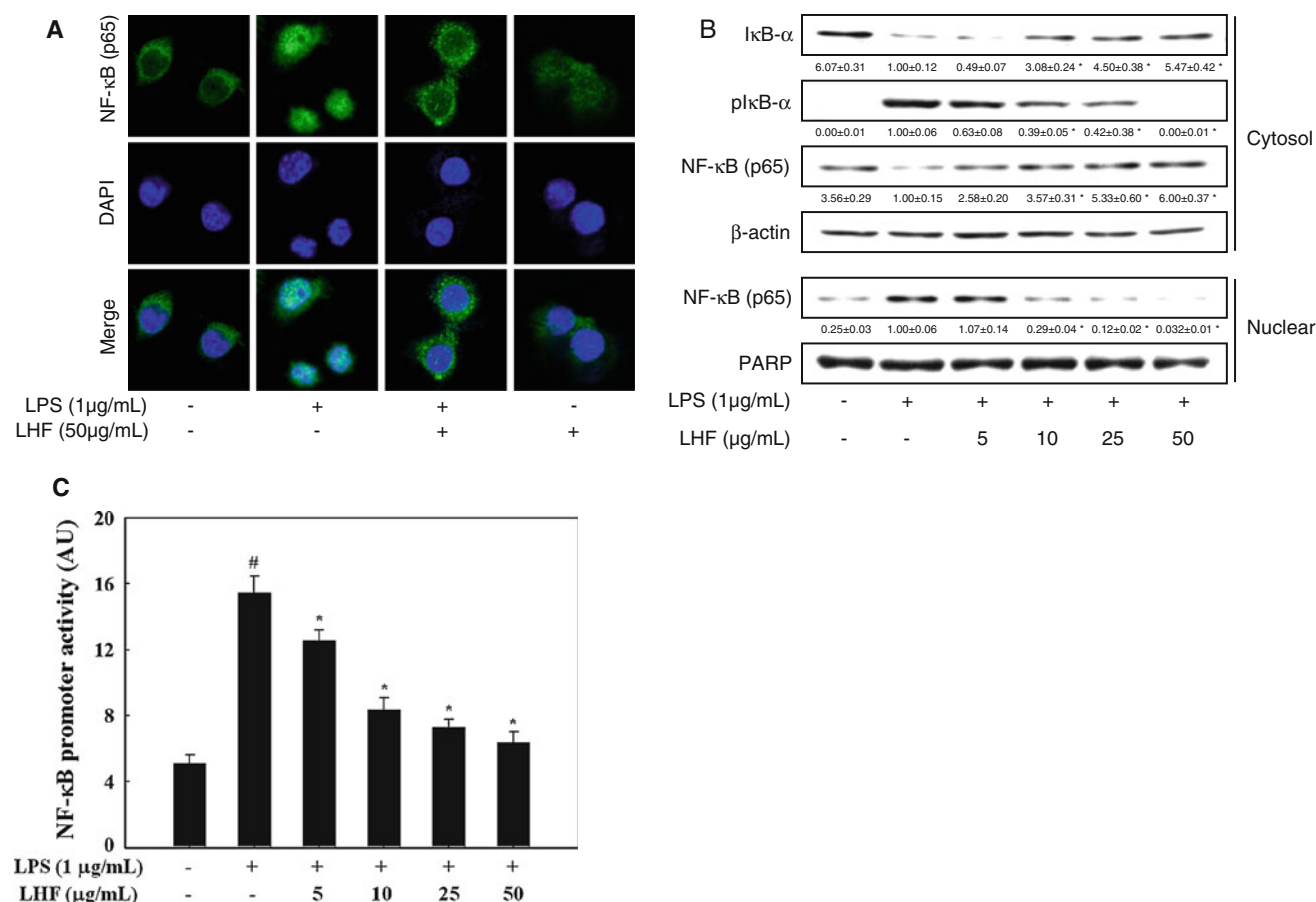 A
NF-κB (p65)
DAPI
Merge
LPS (1µg/mL) - + + -
LHF (50µg/mL) - - + +
B
IκB-α
6.07±0.31 1.00±0.12 0.49±0.07 3.08±0.24 * 4.50±0.38 * 5.47±0.42 *
pIκB-α
0.00±0.01 1.00±0.06 0.63±0.08 0.39±0.05 * 0.42±0.38 * 0.00±0.01 *
NF-κB (p65)
3.56±0.29 1.00±0.15 2.58±0.20 3.57±0.31 * 5.33±0.60 * 6.00±0.37 *
β-actin
Cytosol
NF-κB (p65)
0.25±0.03 1.00±0.06 1.07±0.14 0.29±0.04 * 0.12±0.02 * 0.032±0.01 *
PARP
Nuclear
LPS (1µg/mL) - + + + + +
LHF (µg/mL) - - 5 10 25 50
C
NF-κB promoter activity (AU)
20
16
12
8
4
0
#
*
*
*
*
LPS (1 µg/mL) - + + + + +
LHF (µg/mL) - - 5 10 25 50